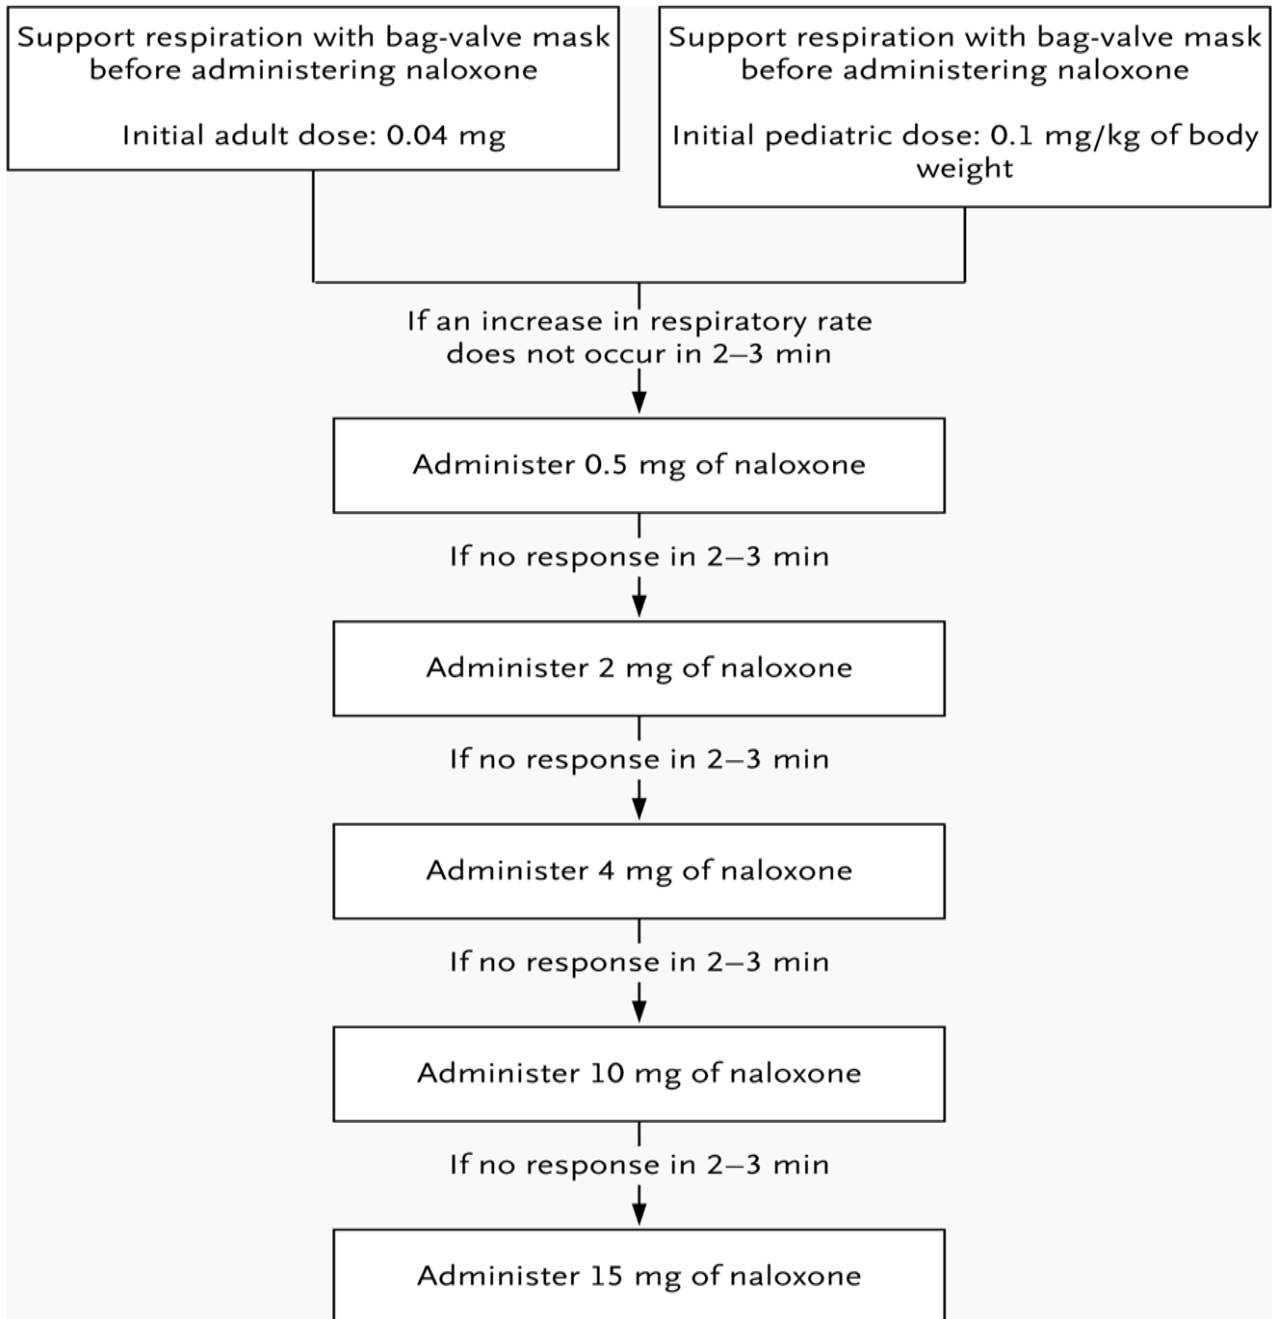 Support respiration with bag-valve mask
before administering naloxone
Initial adult dose: 0.04 mg
Support respiration with bag-valve mask
before administering naloxone
Initial pediatric dose: 0.1 mg/kg of body
weight
If an increase in respiratory rate
does not occur in 2–3 min
Administer 0.5 mg of naloxone
If no response in 2–3 min
Administer 2 mg of naloxone
If no response in 2–3 min
Administer 4 mg of naloxone
If no response in 2–3 min
Administer 10 mg of naloxone
If no response in 2–3 min
Administer 15 mg of naloxone